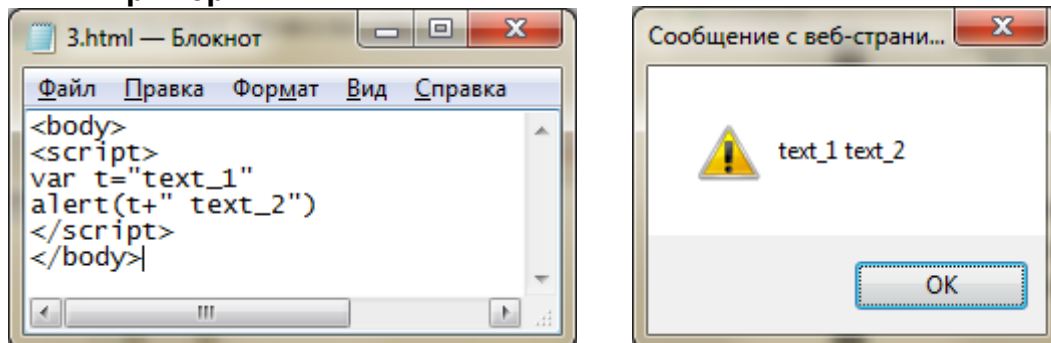 3.html — Блокнот
Файл Правка Формат Вид Справка
<body>
<script>
var t="text_1"
alert(t+" text_2")
</script>
</body>
Сообщение с веб-страни...
text_1 text_2
OK